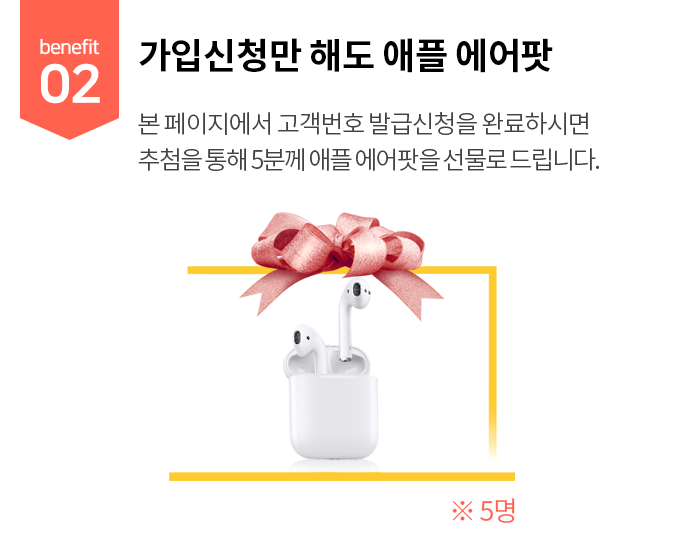 benefit
02
가입신청만 해도 애플 에어팟
본 페이지에서 고객번호 발급신청을 완료하시면
추첨을 통해 5분께 애플 에어팟을 선물로 드립니다.
※ 5명